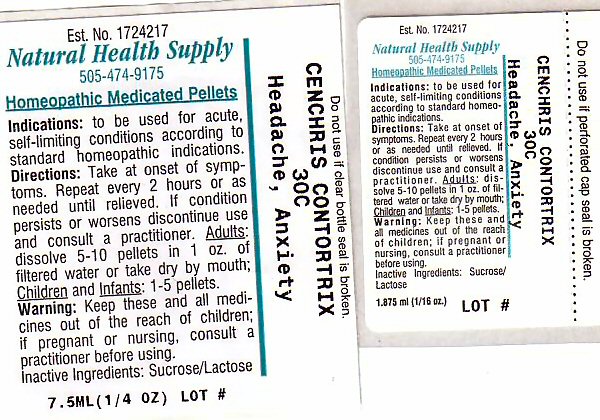 Est. No. 1724217
Natural Health Supply
505-474-9175
Homeopathic Medicated Pellets
Indications: to be used for acute,
self-limiting conditions according to
standard homeopathic indications.
Directions: Take at onset of symp-
toms. Repeat every 2 hours or as
needed until relieved. If condition
persists or worsens discontinue use
and consult a practitioner. Adults:
dissolve 5-10 pellets in 1 oz. of
filtered water or take dry by mouth;
Children and Infants: 1-5 pellets.
Warning: Keep these and all medi-
cines out of the reach of children;
if pregnant or nursing, consult a
practitioner before using.
Inactive Ingredients: Sucrose/Lactose
7.5ML(1/4 OZ) LOT #
Do not use if clear bottle seal is broken.
CENCHRIS CONTORTRIX
30C
Headache, Anxiety
Est. No. 1724217
Natural Health Supply
505-474-9175
Homeopathic Medicated Pellets
Indications: to be used for
acute, self-limiting conditions
according to standard homeo-
pathic indications.
Directions: Take at onset of
symptoms. Repeat every 2 hours
or as needed until relieved. If
condition persists or worsens
discontinue use and consult a
practitioner. Adults: dis-
solve 5-10 pellets in 1 oz. of fil-
tered water or take dry by mouth;
Children and Infants: 1-5 pellets.
Warning: Keep these and
all medicines out of the reach
of children; if pregnant or
nursing, consult a practitioner
before using.
Inactive Ingredients: Sucrose/
Lactose
1.875 ml (1/16 oz.) LOT #
CENCHRIS CONTORTRIX
30C
Headache, Anxiety
Do not use if perforated cap seal is broken.